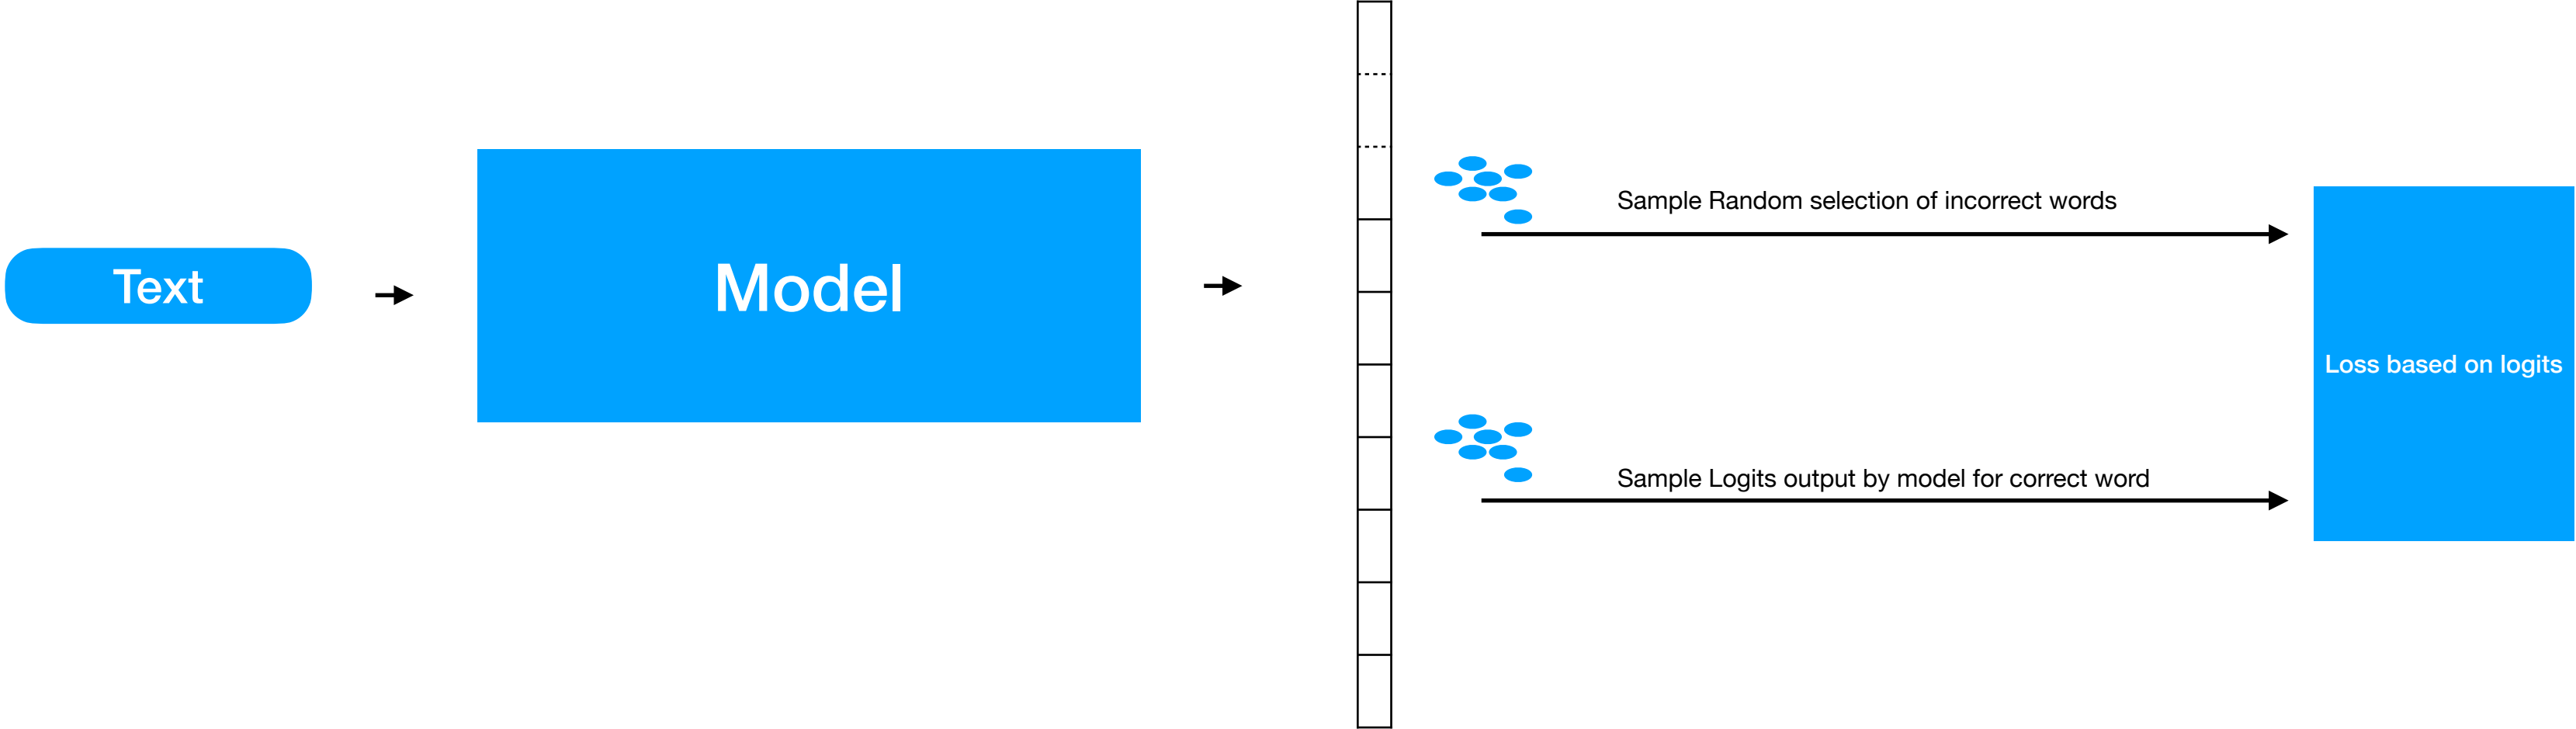 Text
Model
Sample Random selection of incorrect words
Sample Logits output by model for correct word
Loss based on logits